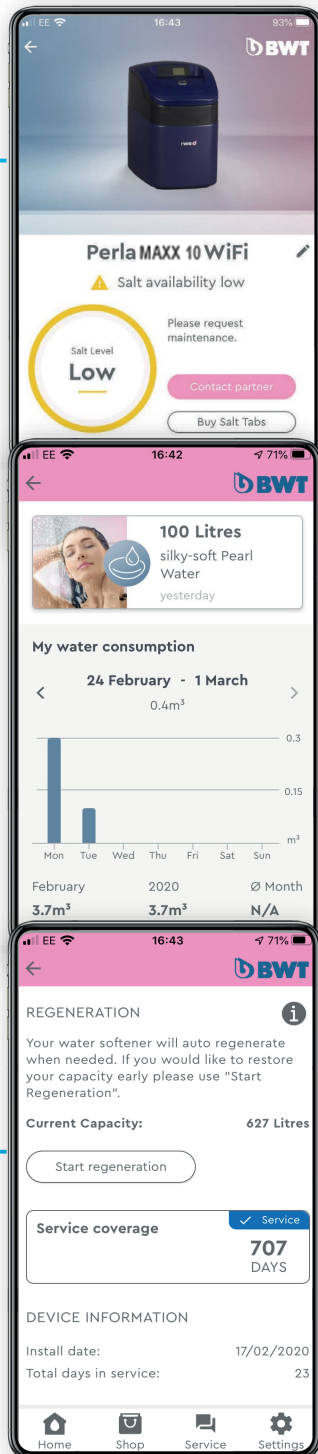 EE 16:43 93%
BWT
BWT
Perla MAXX 10 WiFi
Salt availability low
Salt Level
Low
Please request
maintenance.
Contact partner
Buy Salt Tabs
EE 16:42 71%
BWT
100 Litres
silky-soft Pearl
Water
yesterday
My water consumption
24 February - 1 March
0.4m³
0.3
0.15
m³
Mon Tue Wed Thu Fri Sat Sun
February 2020 Ø Month
3.7m³ 3.7m³ N/A
EE 16:43 71%
BWT
REGENERATION
Your water softener will auto regenerate
when needed. If you would like to restore
your capacity early please use "Start
Regeneration".
Current Capacity: 627 Litres
Start regeneration
Service coverage
Service
707
DAYS
DEVICE INFORMATION
Install date: 17/02/2020
Total days in service: 23
Home Shop Service Settings